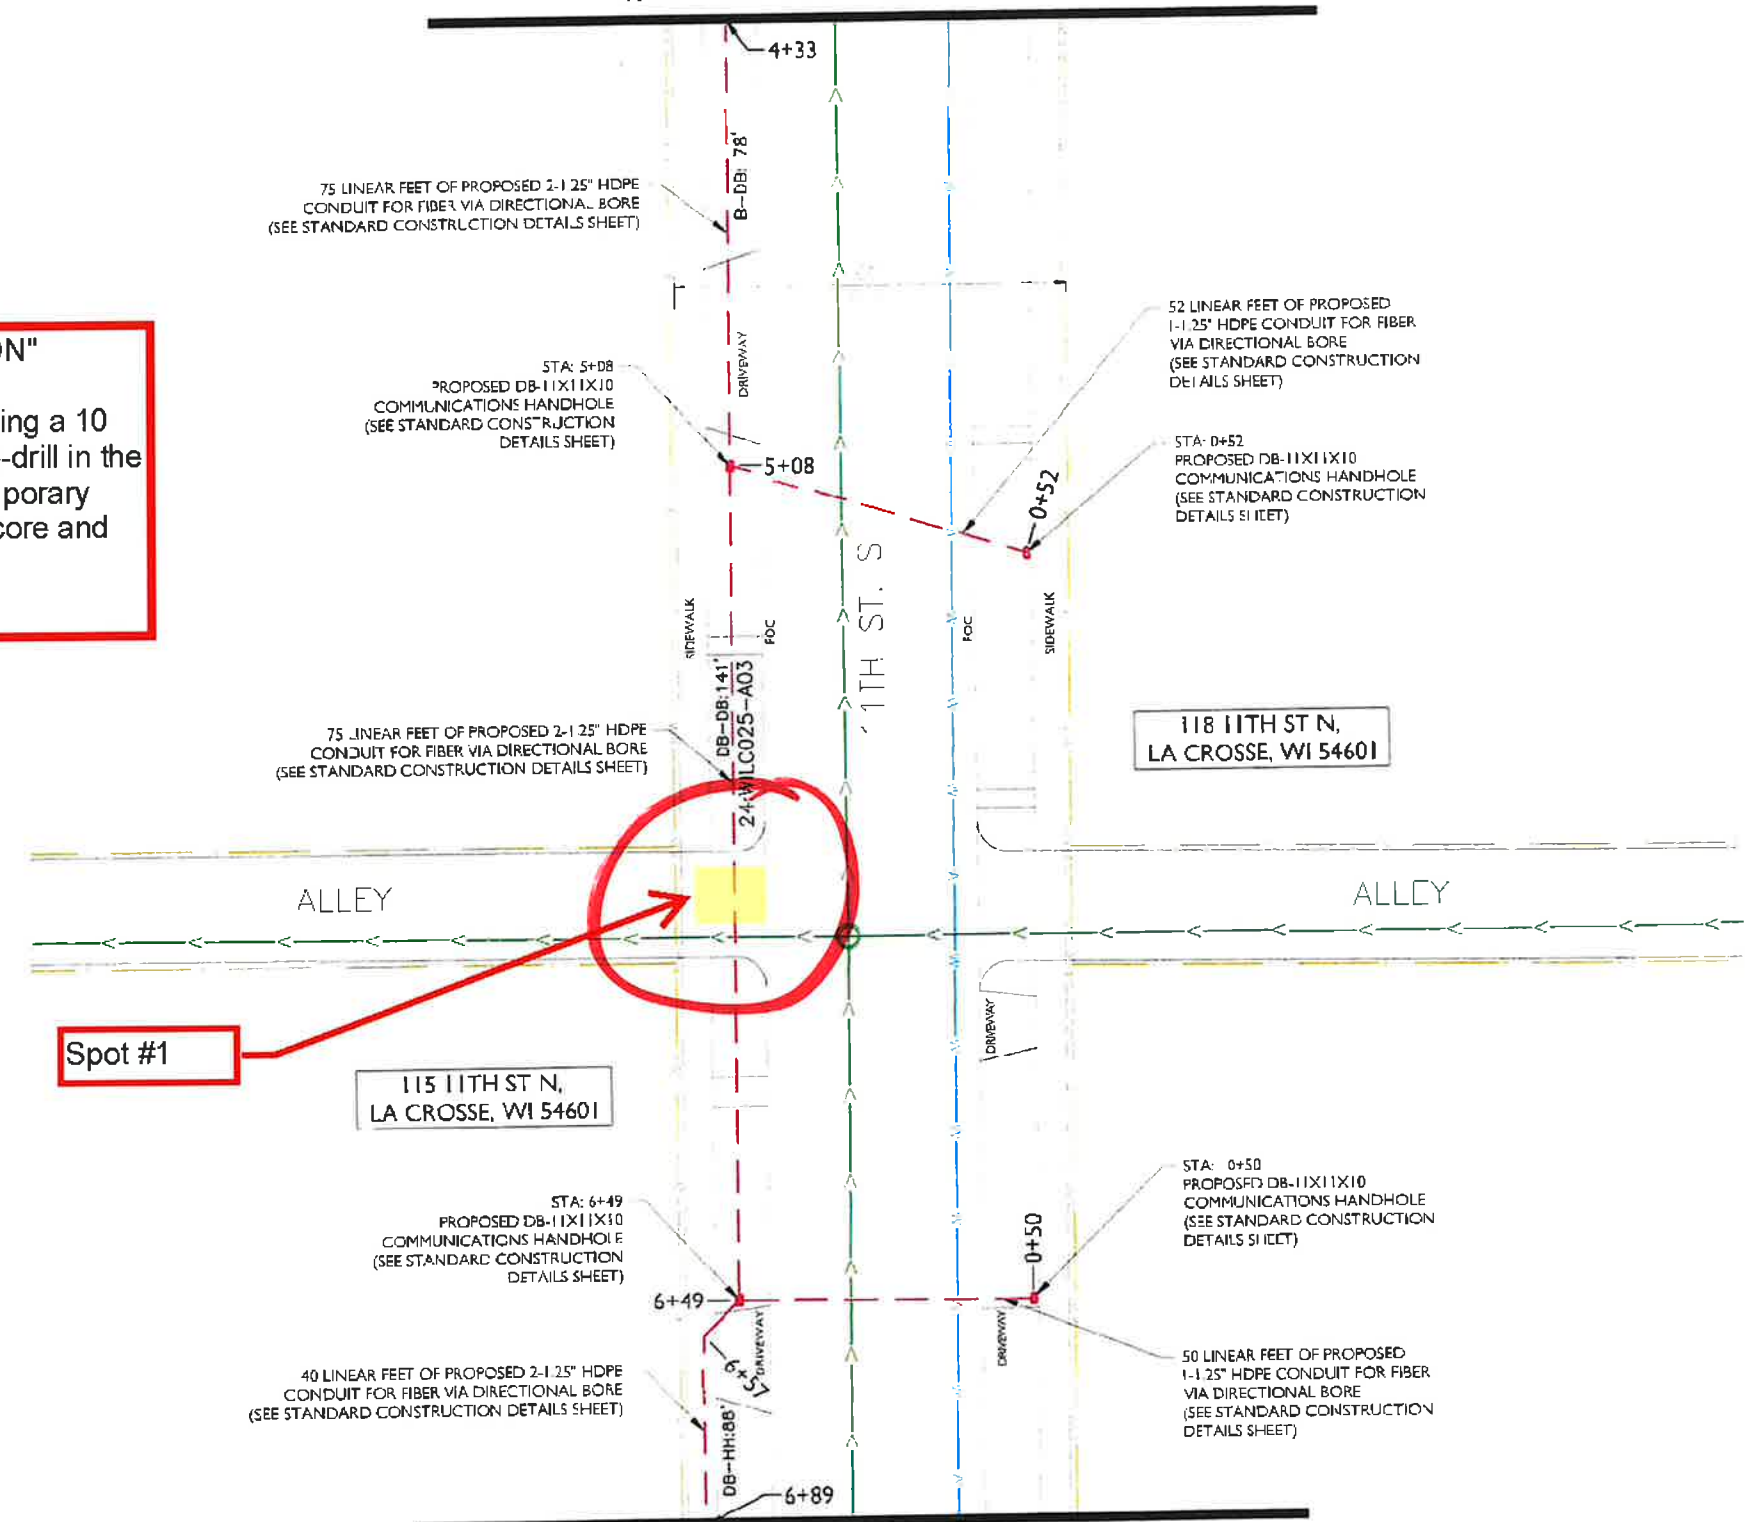 4+33
B-DB: 78'
75 LINEAR FEET OF PROPOSED 2-1.25" HDPE
CONDUIT FOR FIBER VIA DIRECTIONAL BORE
(SEE STANDARD CONSTRUCTION DETAILS SHEET)
52 LINEAR FEET OF PROPOSED
1-1.25" HDPE CONDUIT FOR FIBER
VIA DIRECTIONAL BORE
(SEE STANDARD CONSTRUCTION
DETAILS SHEET)
ON"
ing a 10
-drill in the
porary
core and
DRIVEWAY
STA: 5+08
PROPOSED DB-11X11X10
COMMUNICATIONS HANDHOLE
(SEE STANDARD CONSTRUCTION
DETAILS SHEET)
5+08
STA: 0+52
PROPOSED DB-11X11X10
COMMUNICATIONS HANDHOLE
(SEE STANDARD CONSTRUCTION
DETAILS SHEET)
0+52
11TH ST. S
SIDEWALK
FOC
FOC
SIDEWALK
DB-DB:141'
24-WILC025-A03
75 LINEAR FEET OF PROPOSED 2-1.25" HDPE
CONDUIT FOR FIBER VIA DIRECTIONAL BORE
(SEE STANDARD CONSTRUCTION DETAILS SHEET)
118 11TH ST N,
LA CROSSE, WI 54601
ALLEY
ALLEY
Spot #1
DRIVEWAY
115 11TH ST N,
LA CROSSE, WI 54601
STA: 6+49
PROPOSED DB-11X11X10
COMMUNICATIONS HANDHOLE
(SEE STANDARD CONSTRUCTION
DETAILS SHEET)
6+49
STA: 0+50
PROPOSED DB-11X11X10
COMMUNICATIONS HANDHOLE
(SEE STANDARD CONSTRUCTION
DETAILS SHEET)
0+50
DRIVEWAY
DRIVEWAY
6+57
40 LINEAR FEET OF PROPOSED 2-1.25" HDPE
CONDUIT FOR FIBER VIA DIRECTIONAL BORE
(SEE STANDARD CONSTRUCTION DETAILS SHEET)
50 LINEAR FEET OF PROPOSED
1-1.25" HDPE CONDUIT FOR FIBER
VIA DIRECTIONAL BORE
(SEE STANDARD CONSTRUCTION
DETAILS SHEET)
DB-HH:88'
6+89